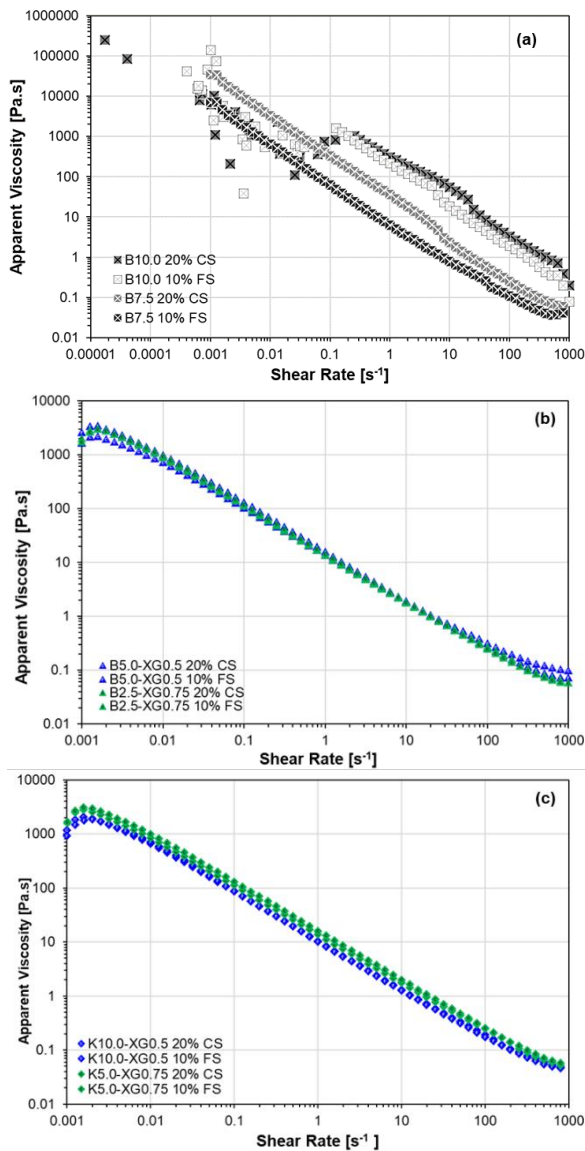 (a)
1000000
100000
10000
1000
100
10
1
0.1
0.01
Apparent Viscosity [Pa.s]
B10.0 20% CS
B10.0 10% FS
B7.5 20% CS
B7.5 10% FS
0.00001 0.0001 0.001 0.01 0.1 1 10 100 1000
Shear Rate [s⁻¹]
(b)
10000
1000
100
10
1
0.1
0.01
Apparent Viscosity [Pa.s]
B5.0-XG0.5 20% CS
B5.0-XG0.5 10% FS
B2.5-XG0.75 20% CS
B2.5-XG0.75 10% FS
0.001 0.01 0.1 1 10 100 1000
Shear Rate [s⁻¹]
(c)
10000
1000
100
10
1
0.1
0.01
Apparent Viscosity [Pa.s]
K10.0-XG0.5 20% CS
K10.0-XG0.5 10% FS
K5.0-XG0.75 20% CS
K5.0-XG0.75 10% FS
0.001 0.01 0.1 1 10 100 1000
Shear Rate [s⁻¹ ]